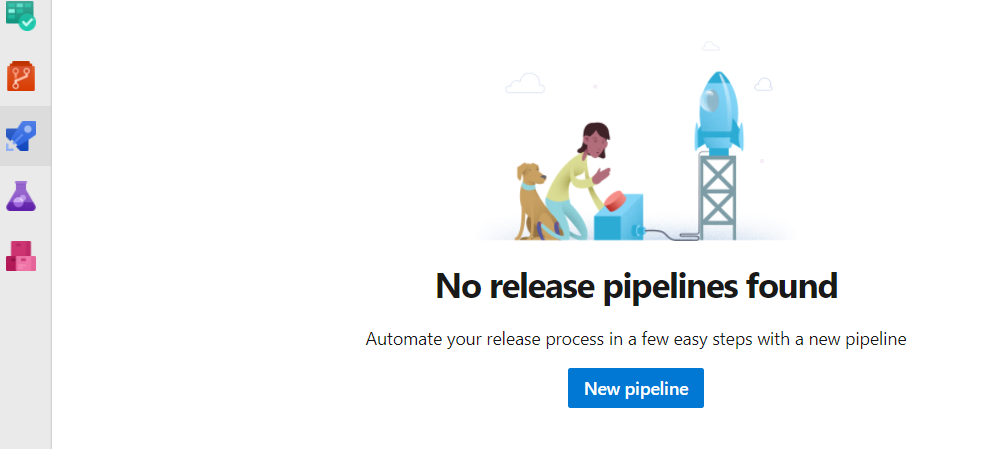 No release pipelines found
Automate your release process in a few easy steps with a new pipeline
New pipeline